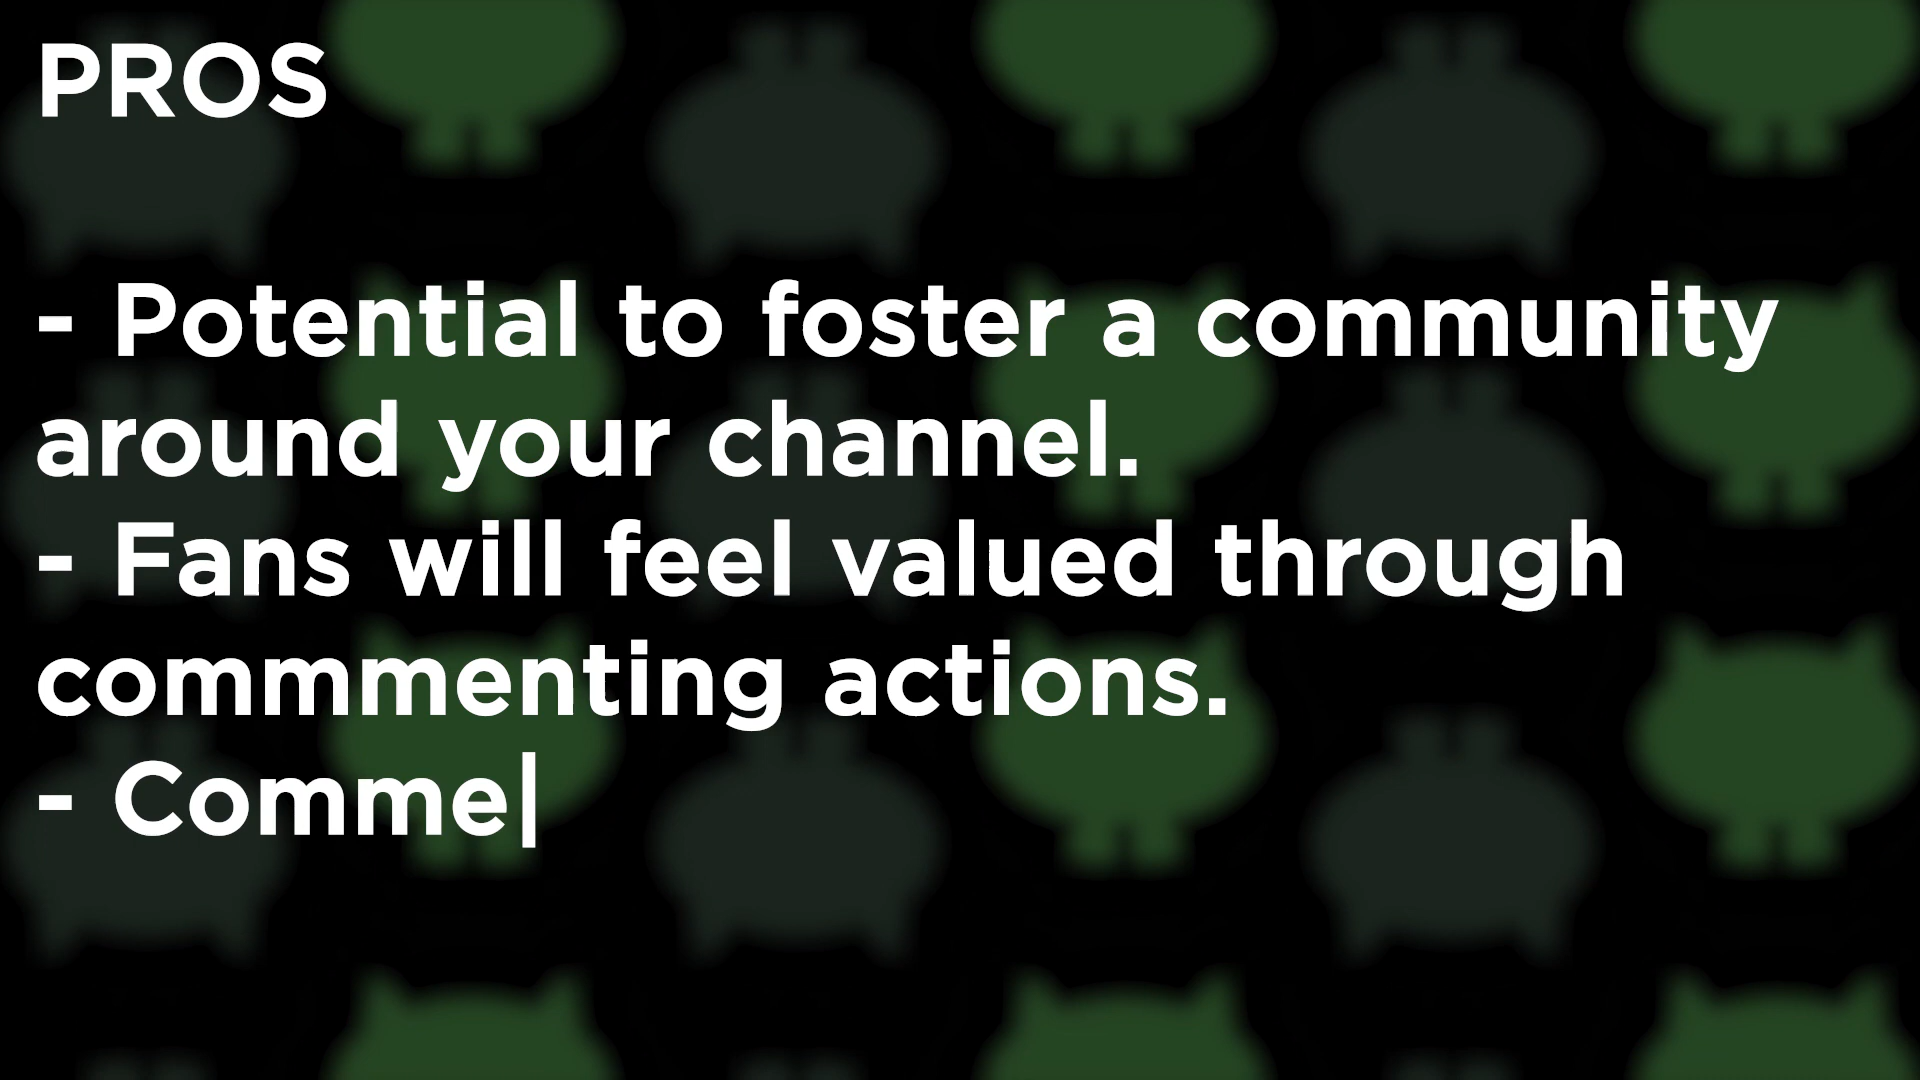 PROS
- Potential to foster a community
around your channel.
- Fans will feel valued through
commmenting actions.
- Comme|